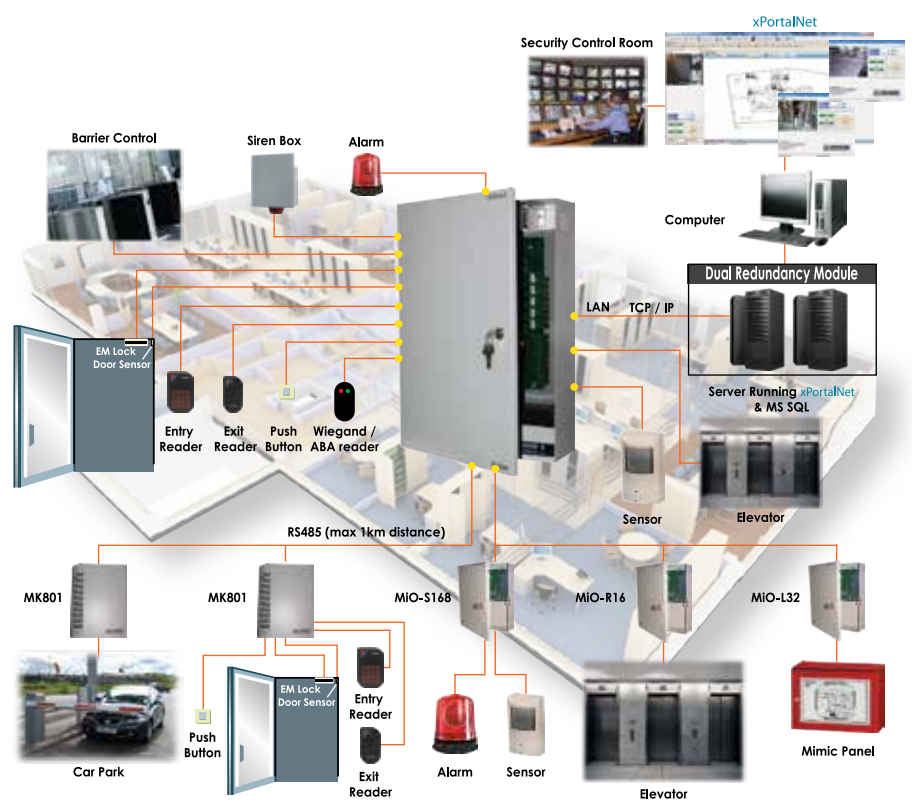 xPortalNet
Security Control Room
Barrier Control
Siren Box
Alarm
Computer
Dual Redundancy Module
LAN
TCP / IP
EM Lock
Door Sensor
Server Running xPortalNet
& MS SQL
Entry
Reader
Exit
Reader
Push
Button
Wiegand /
ABA reader
Sensor
Elevator
RS485 (max 1km distance)
MK801
MK801
MiO-S168
MiO-R16
MiO-L32
EM Lock
Door Sensor
Entry
Reader
Push
Button
Exit
Reader
Car Park
Alarm
Sensor
Elevator
Mimic Panel